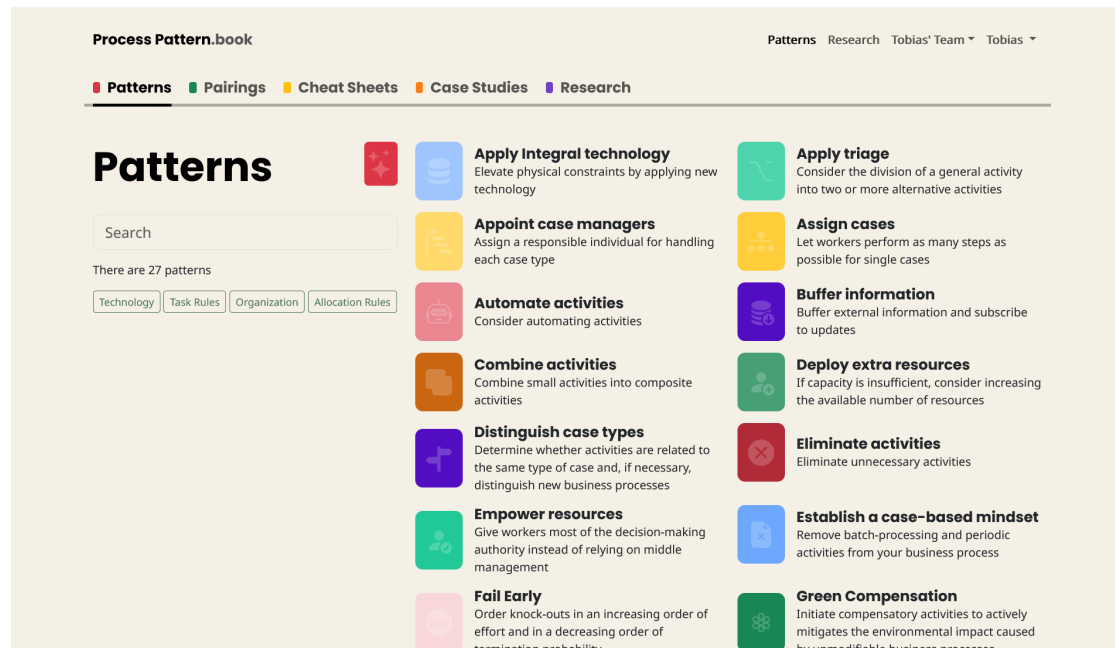 Process Pattern.book
Patterns Research Tobias' Team Tobias
Patterns Pairings Cheat Sheets Case Studies Research
Patterns
Search
There are 27 patterns
Technology Task Rules Organization Allocation Rules
Apply Integral technology
Elevate physical constraints by applying new
technology
Apply triage
Consider the division of a general activity
into two or more alternative activities
Appoint case managers
Assign a responsible individual for handling
each case type
Assign cases
Let workers perform as many steps as
possible for single cases
Automate activities
Consider automating activities
Buffer information
Buffer external information and subscribe
to updates
Combine activities
Combine small activities into composite
activities
Deploy extra resources
If capacity is insufficient, consider increasing
the available number of resources
Distinguish case types
Determine whether activities are related to
the same type of case and, if necessary,
distinguish new business processes
Eliminate activities
Eliminate unnecessary activities
Empower resources
Give workers most of the decision-making
authority instead of relying on middle
management
Establish a case-based mindset
Remove batch-processing and periodic
activities from your business process
Fail Early
Order knock-outs in an increasing order of
effort and in a decreasing order of
termination probability
Green Compensation
Initiate compensatory activities to actively
mitigates the environmental impact caused
by unmodifiable business processes